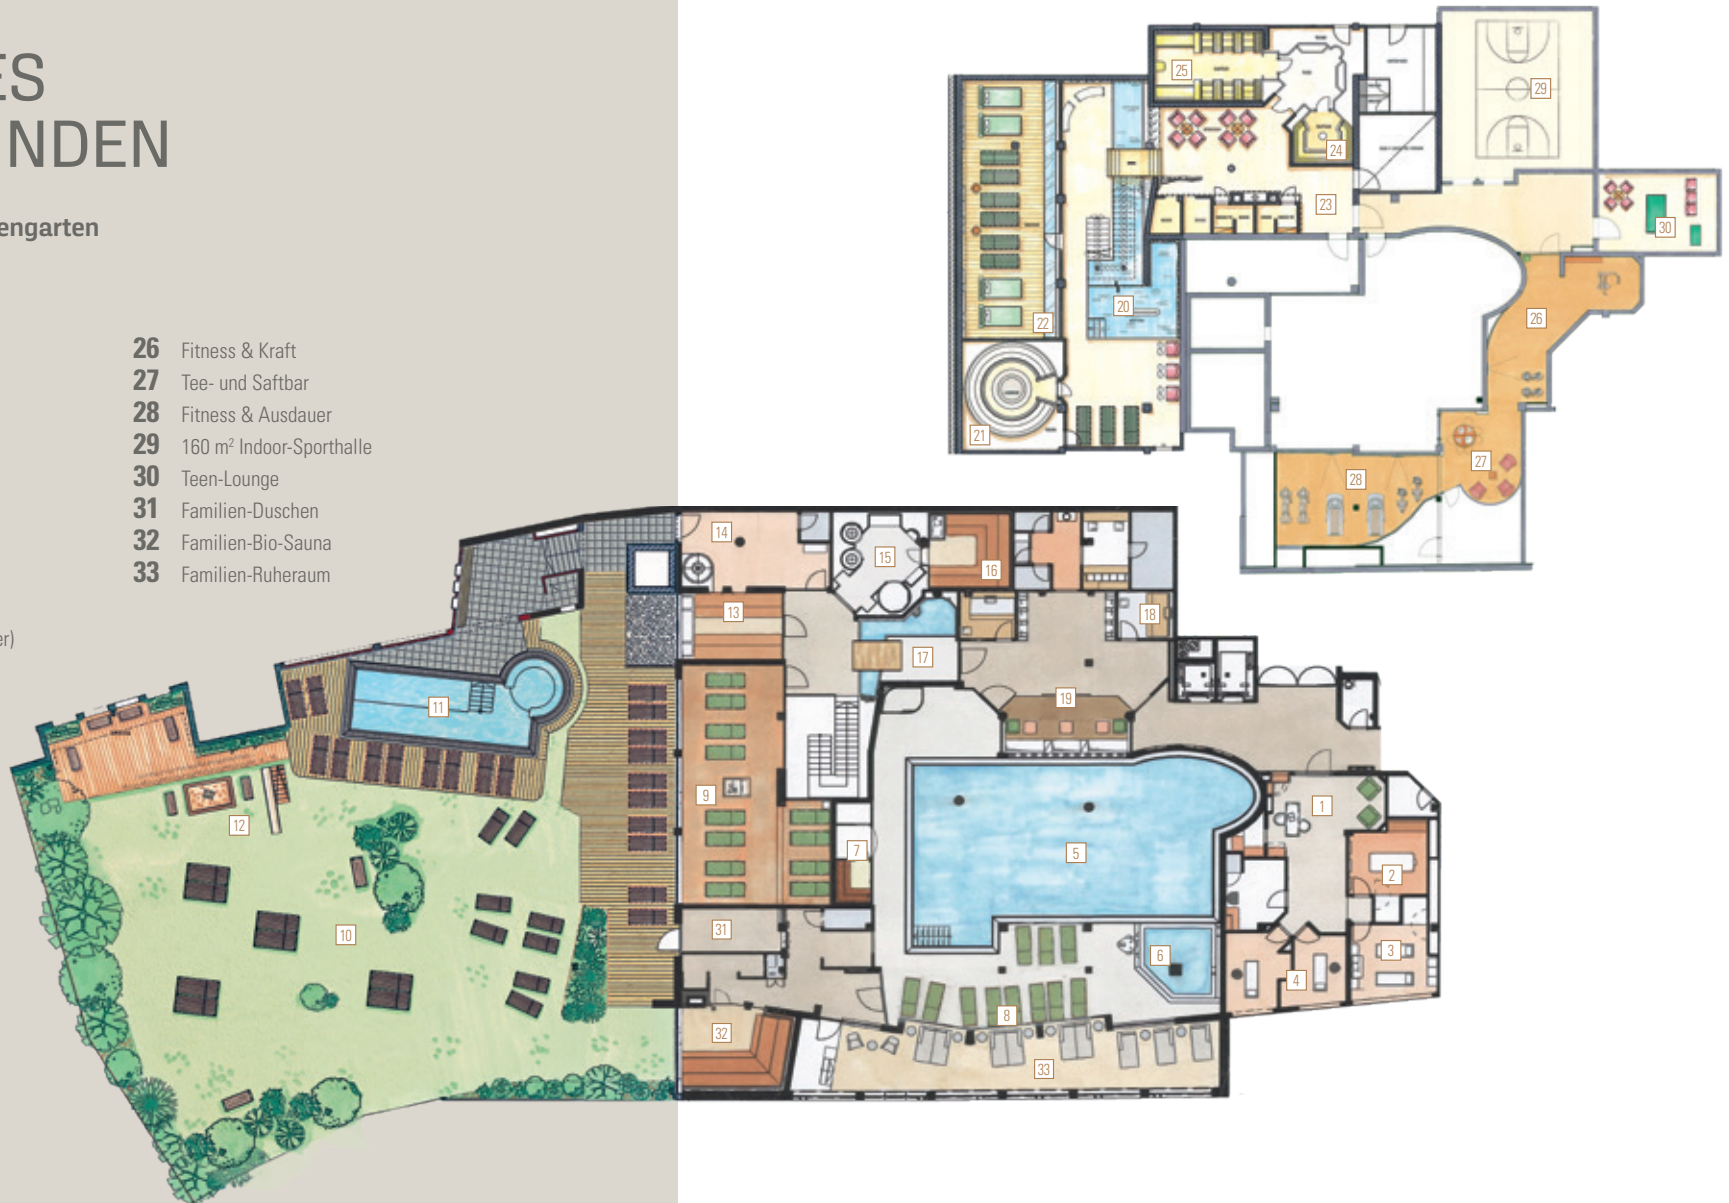 ES
NDEN
engarten
26 Fitness & Kraft
27 Tee- und Saftbar
28 Fitness & Ausdauer
29 160 m² Indoor-Sporthalle
30 Teen-Lounge
31 Familien-Duschen
32 Familien-Bio-Sauna
33 Familien-Ruheraum
er)
25
29
24
23
30
22
20
26
21
27
28
14
15
16
13
18
17
19
11
9
1
12
7
5
2
10
31
6
3
4
8
32
33